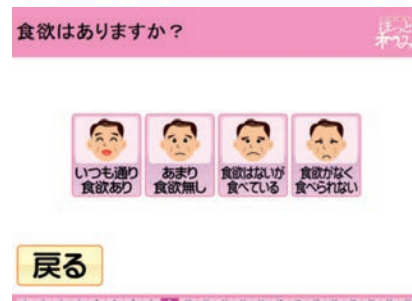 食欲はありますか？
いつも通り
食欲あり
あまり
食欲無し
食欲はないが
食べている
食欲がなく
食べられない
戻る